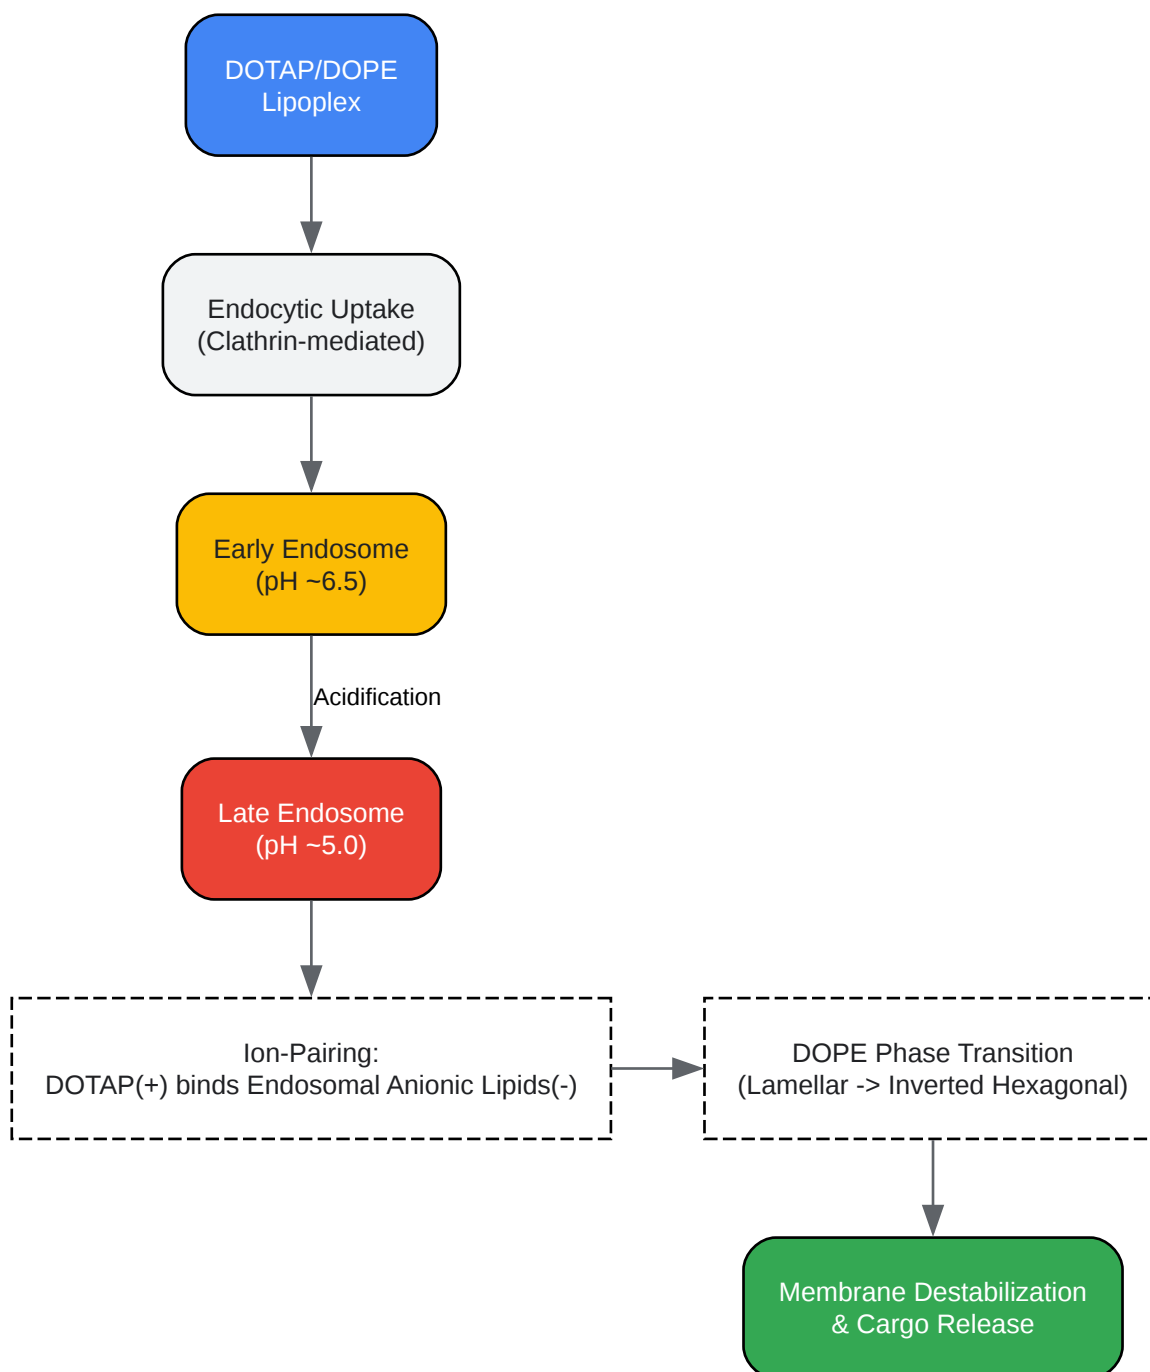 DOTAP/DOPE
Lipoplex
Endocytic Uptake
(Clathrin-mediated)
Early Endosome
(pH ~6.5)
Acidification
Late Endosome
(pH ~5.0)
Ion-Pairing:
DOTAP(+) binds Endosomal Anionic Lipids(-)
DOPE Phase Transition
(Lamellar -> Inverted Hexagonal)
Membrane Destabilization
& Cargo Release